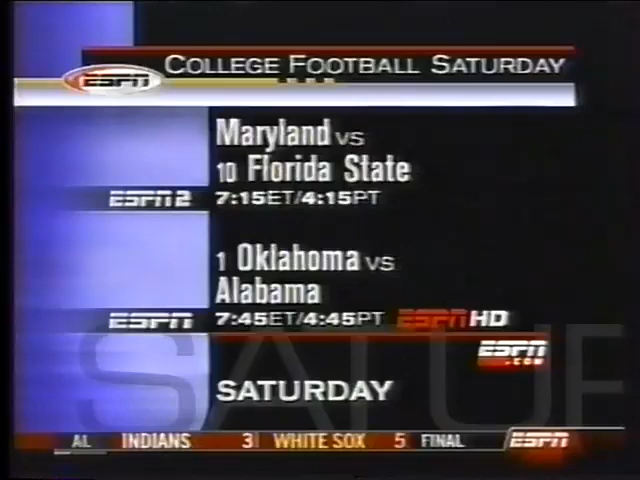 COLLEGE FOOTBALL SATURDAY
ESPN
Maryland VS
10 Florida State
ESPN2 7:15ET/4:15PT
1 Oklahoma VS
Alabama
ESPN 7:45ET/4:45PT ESPN HD
ESPN.COM
SATURDAY
SATUR
AL INDIANS 3 WHITE SOX 5 FINAL ESPN